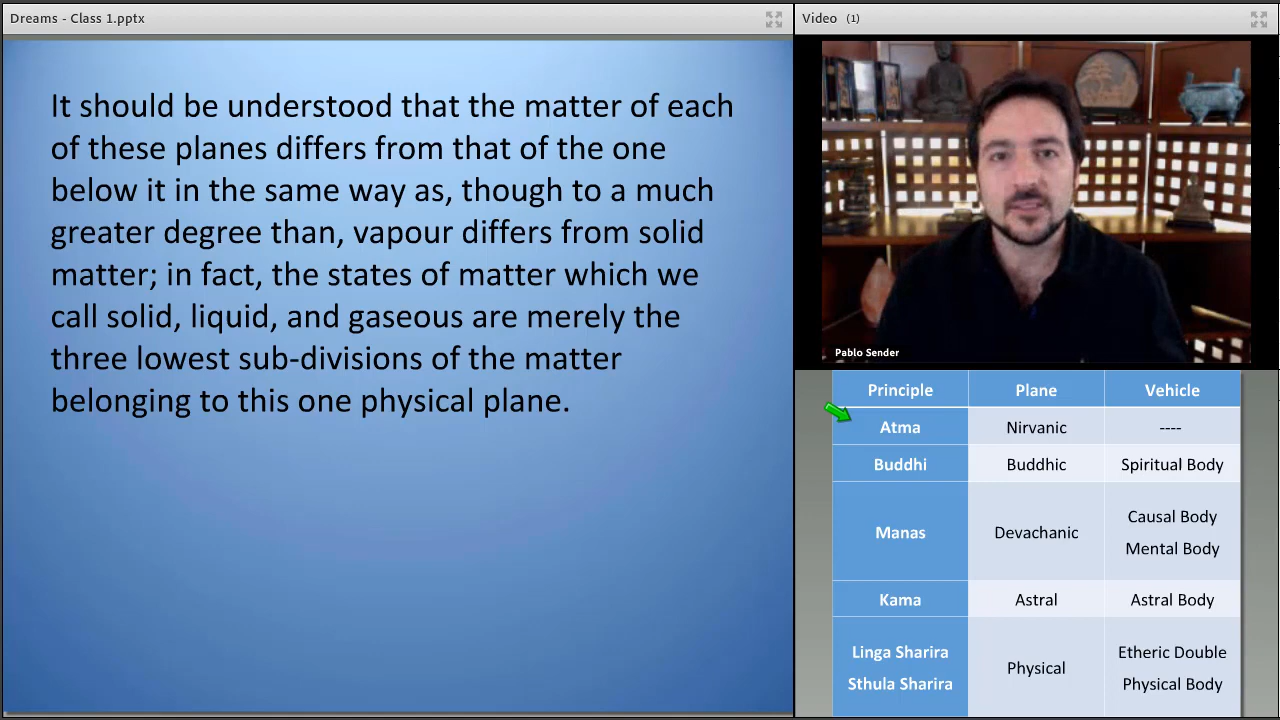 Dreams - Class 1.pptx
It should be understood that the matter of each
of these planes differs from that of the one
below it in the same way as, though to a much
greater degree than, vapour differs from solid
matter; in fact, the states of matter which we
call solid, liquid, and gaseous are merely the
three lowest sub-divisions of the matter
belonging to this one physical plane.
Video (1)
Pablo Sender
Principle Plane Vehicle
Atma Nirvanic ----
Buddhi Buddhic Spiritual Body
Manas Devachanic Causal Body
Mental Body
Kama Astral Astral Body
Linga Sharira Physical Etheric Double
Sthula Sharira Physical Body